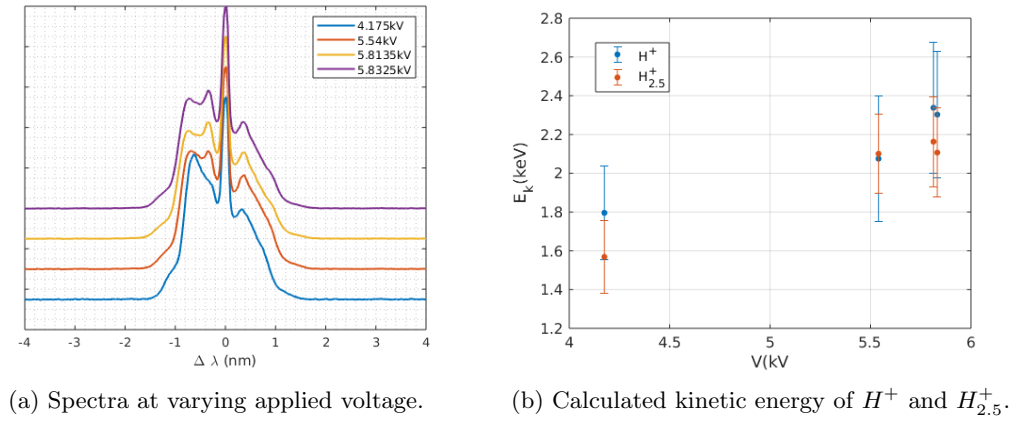 4.175kV
5.54kV
5.8135kV
5.8325kV
-4 -3 -2 -1 0 1 2 3 4
Δ λ (nm)
(a) Spectra at varying applied voltage.
2.8
2.6
2.4
2.2
2
1.8
1.6
1.4
1.2
E_k(keV)
H^+
H_{2.5}^+
4 4.5 5 5.5 6
V(kV
(b) Calculated kinetic energy of H^+ and H_{2.5}^+.